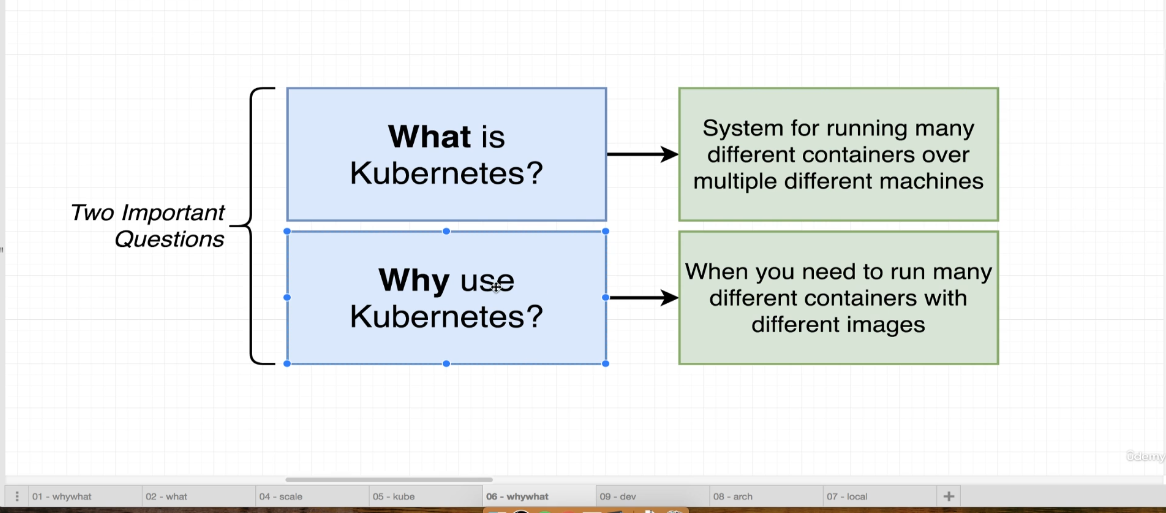 What is
Kubernetes?
System for running many
different containers over
multiple different machines
Two Important
Questions
Why use
Kubernetes?
When you need to run many
different containers with
different images
ûdemy
01 - whywhat
02 - what
04 - scale
05 - kube
06 - whywhat
09 - dev
08 - arch
07 - local